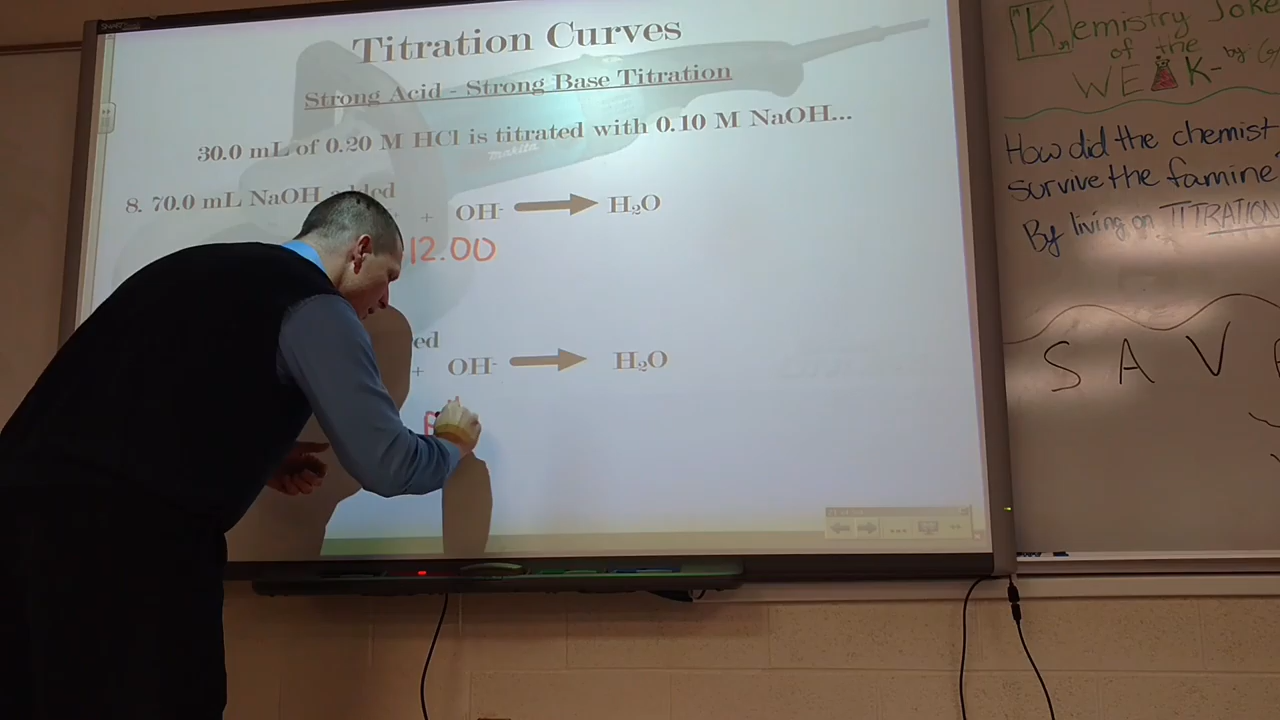 Titration Curves
Strong Acid - Strong Base Titration
30.0 mL of 0.20 M HCl is titrated with 0.10 M NaOH...
makita
8. 70.0 mL NaOH
+ OH- H₂O
12.00
ed
+ OH- H₂O
"K"emistry Joke
of the
WE K- by:
How did the chemist
survive the famine?
By living on TITRATION
S A V